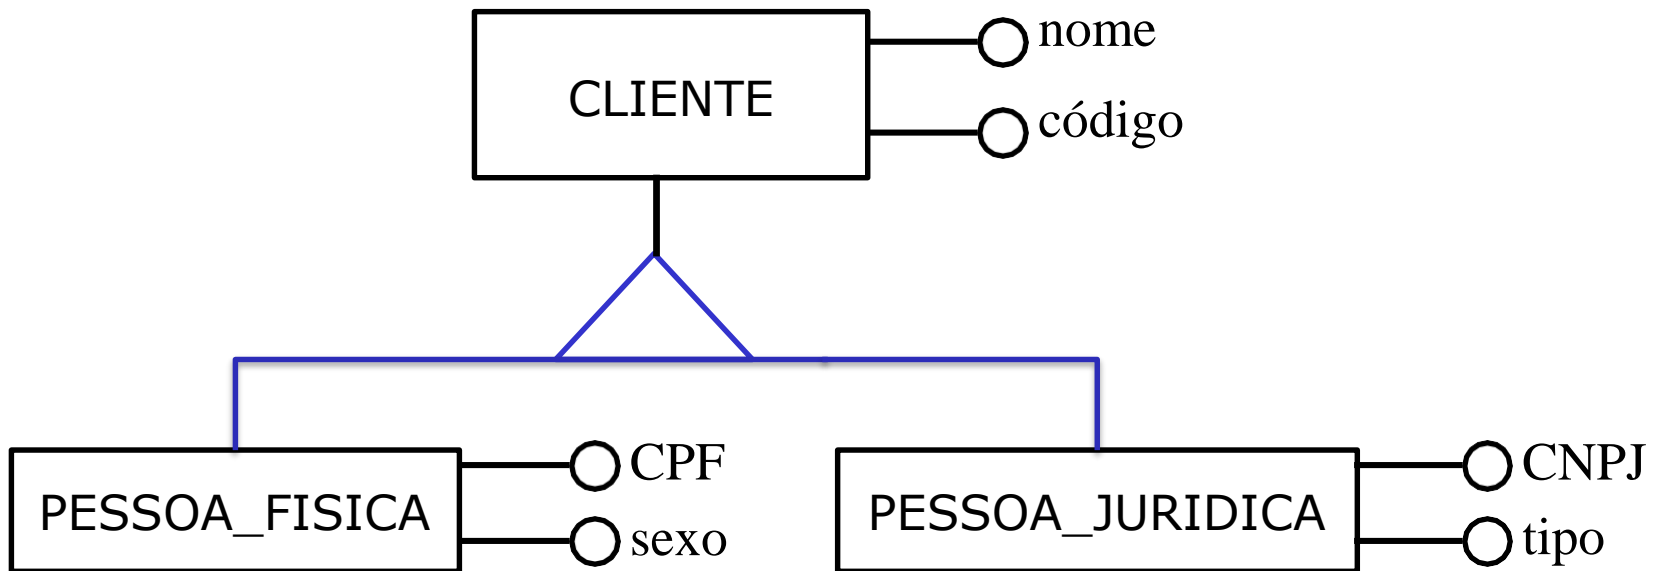 nome
CLIENTE
código
CPF
PESSOA_FISICA
sexo
CNPJ
PESSOA_JURIDICA
tipo